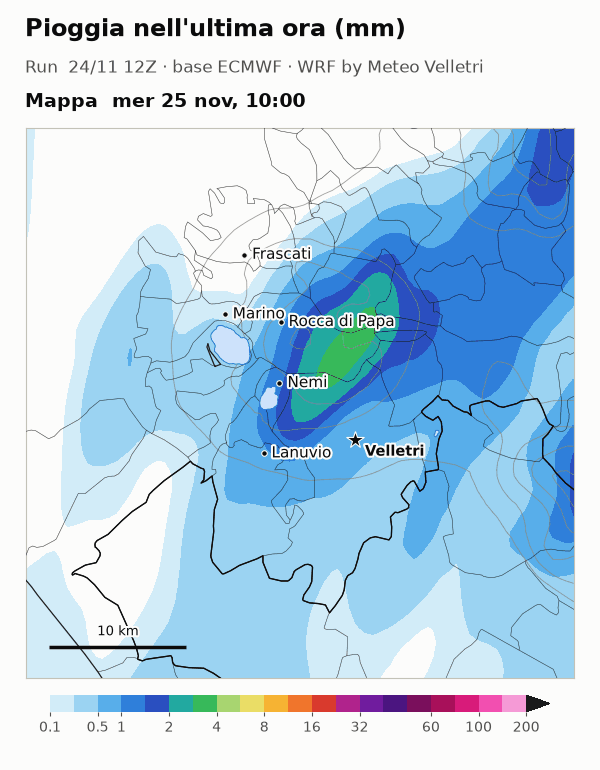 Pioggia nell'ultima ora (mm)
Run  24/11 12Z · base ECMWF · WRF by Meteo Velletri
Mappa  mer 25 nov, 10:00
Frascati
Marino
Rocca di Papa
Nemi
Velletri
Lanuvio
10 km
0.1 0.5 1 2 4 8 16 32 60 100 200